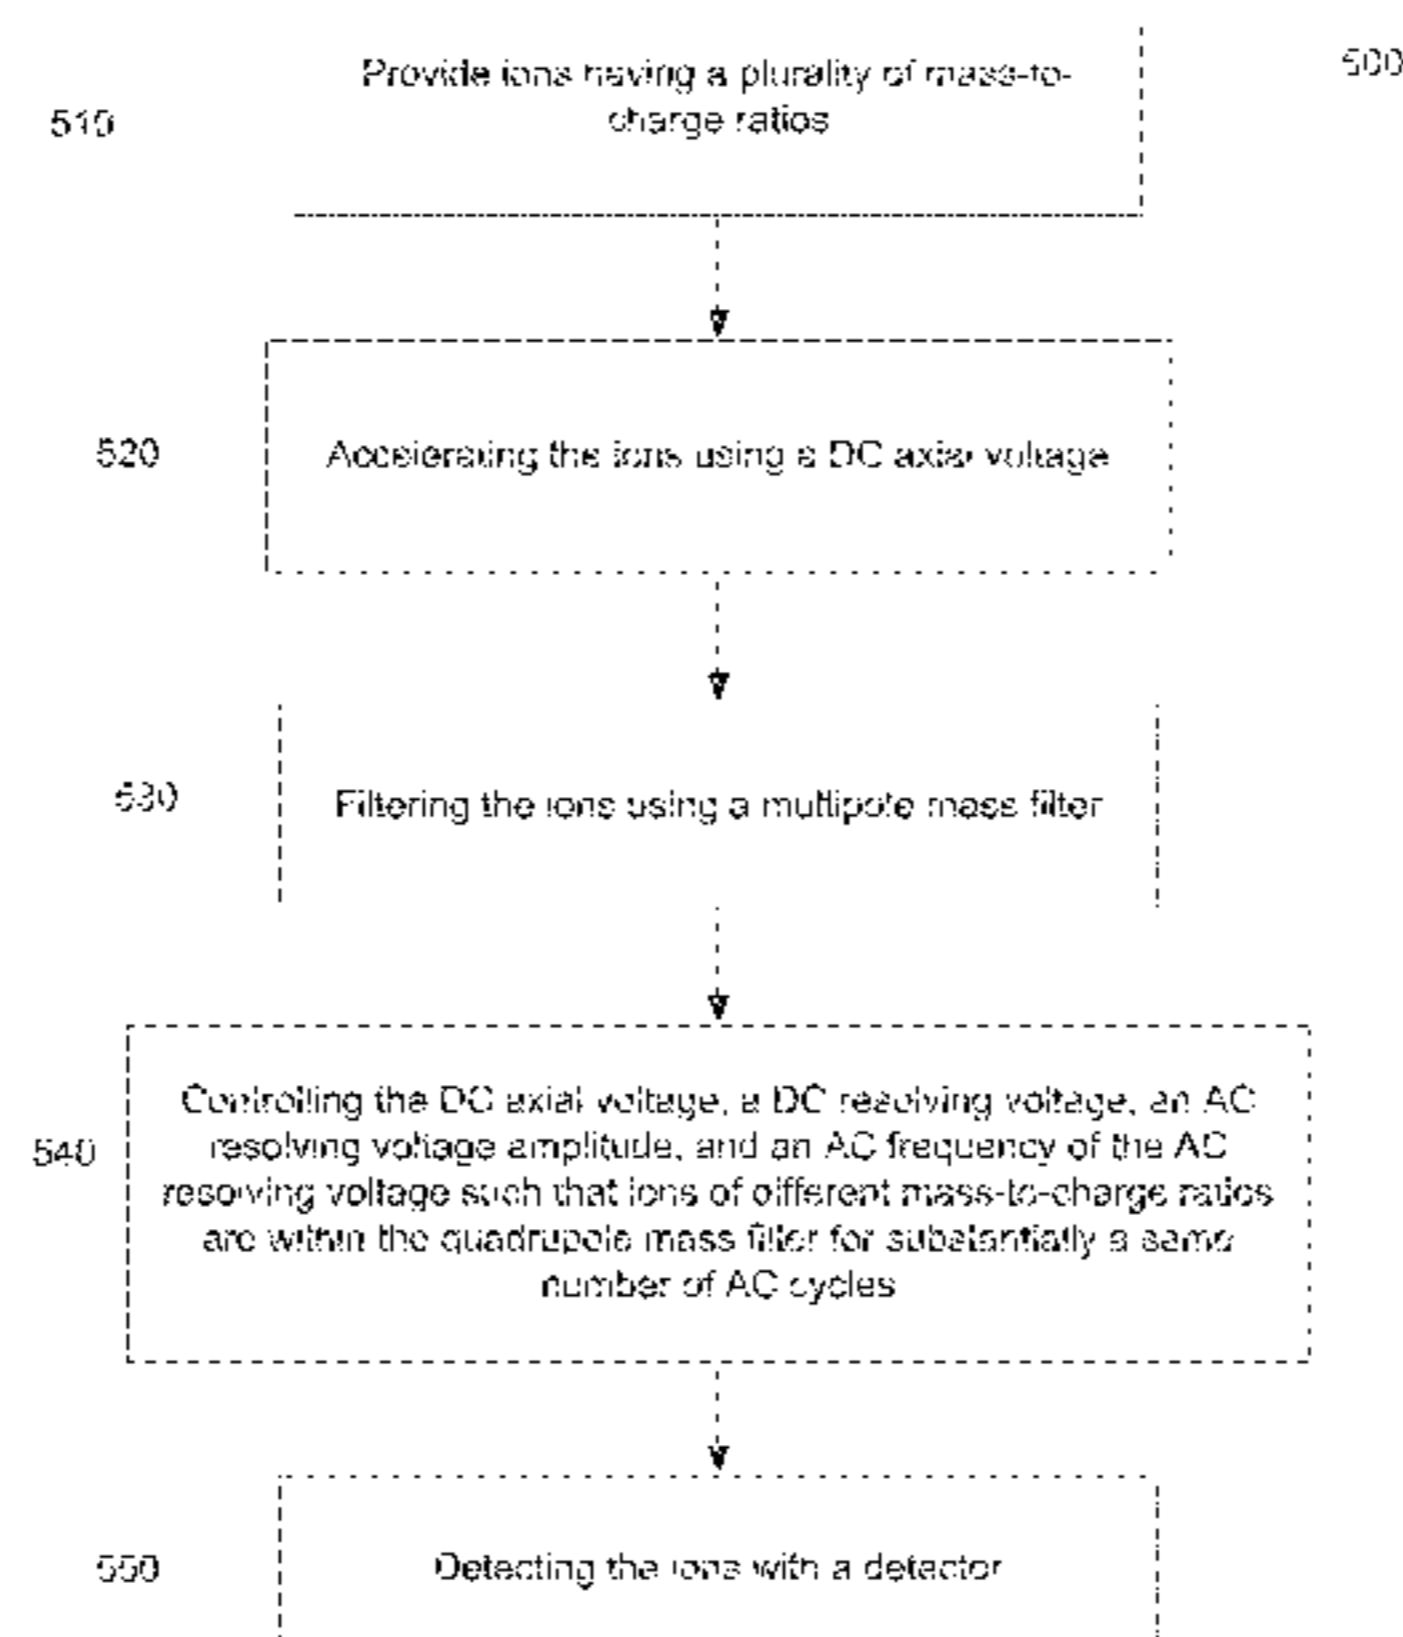 500
Provide ions having a plurality of mass-to-
charge ratios
510
520
Accelerating the ions using a DC axial voltage
530
Filtering the ions using a multipole mass filter
Controlling the DC axial voltage, a DC resolving voltage, an AC
resolving voltage amplitude, and an AC frequency of the AC
540
resolving voltage such that ions of different mass-to-charge ratios
are within the quadrupole mass filter for substantially a same
number of AC cycles
550
Detecting the ions with a detector